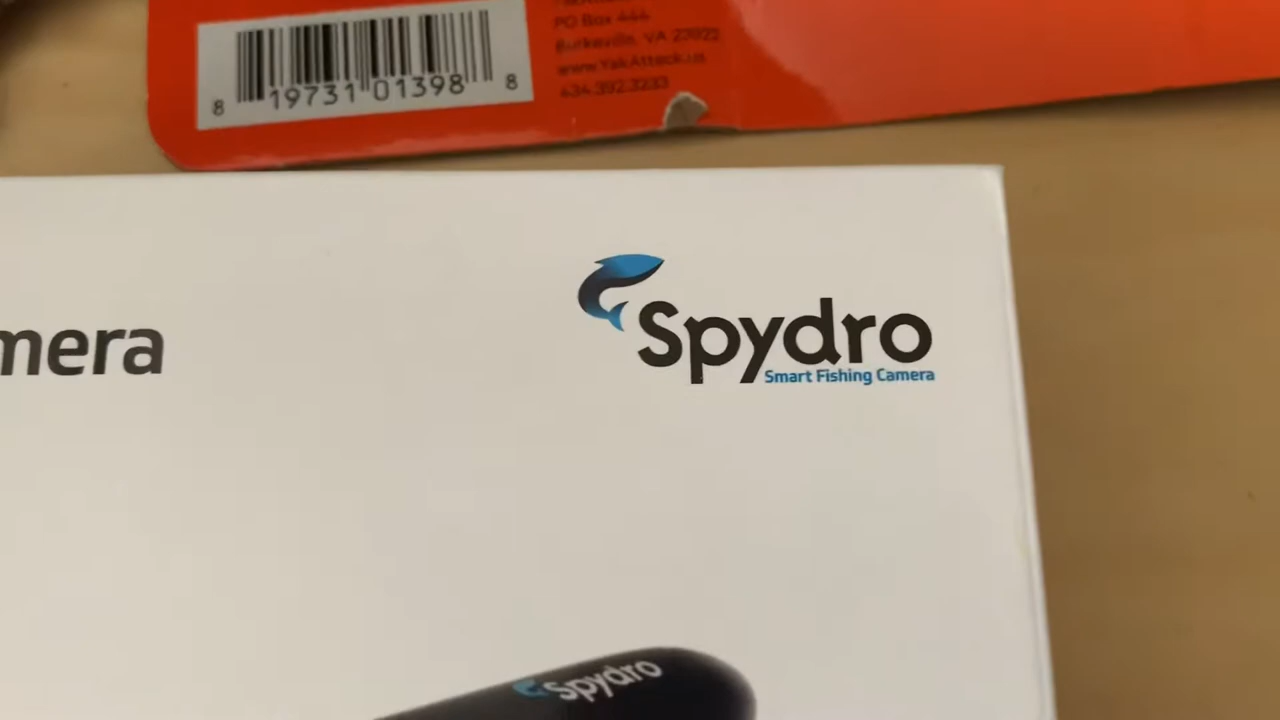 PO Box 444
Burkeville, VA 23922
www.YakAttack.us
434.392.3233
8 19731 01398 8
mera
Spydro
Smart Fishing Camera
Spydro